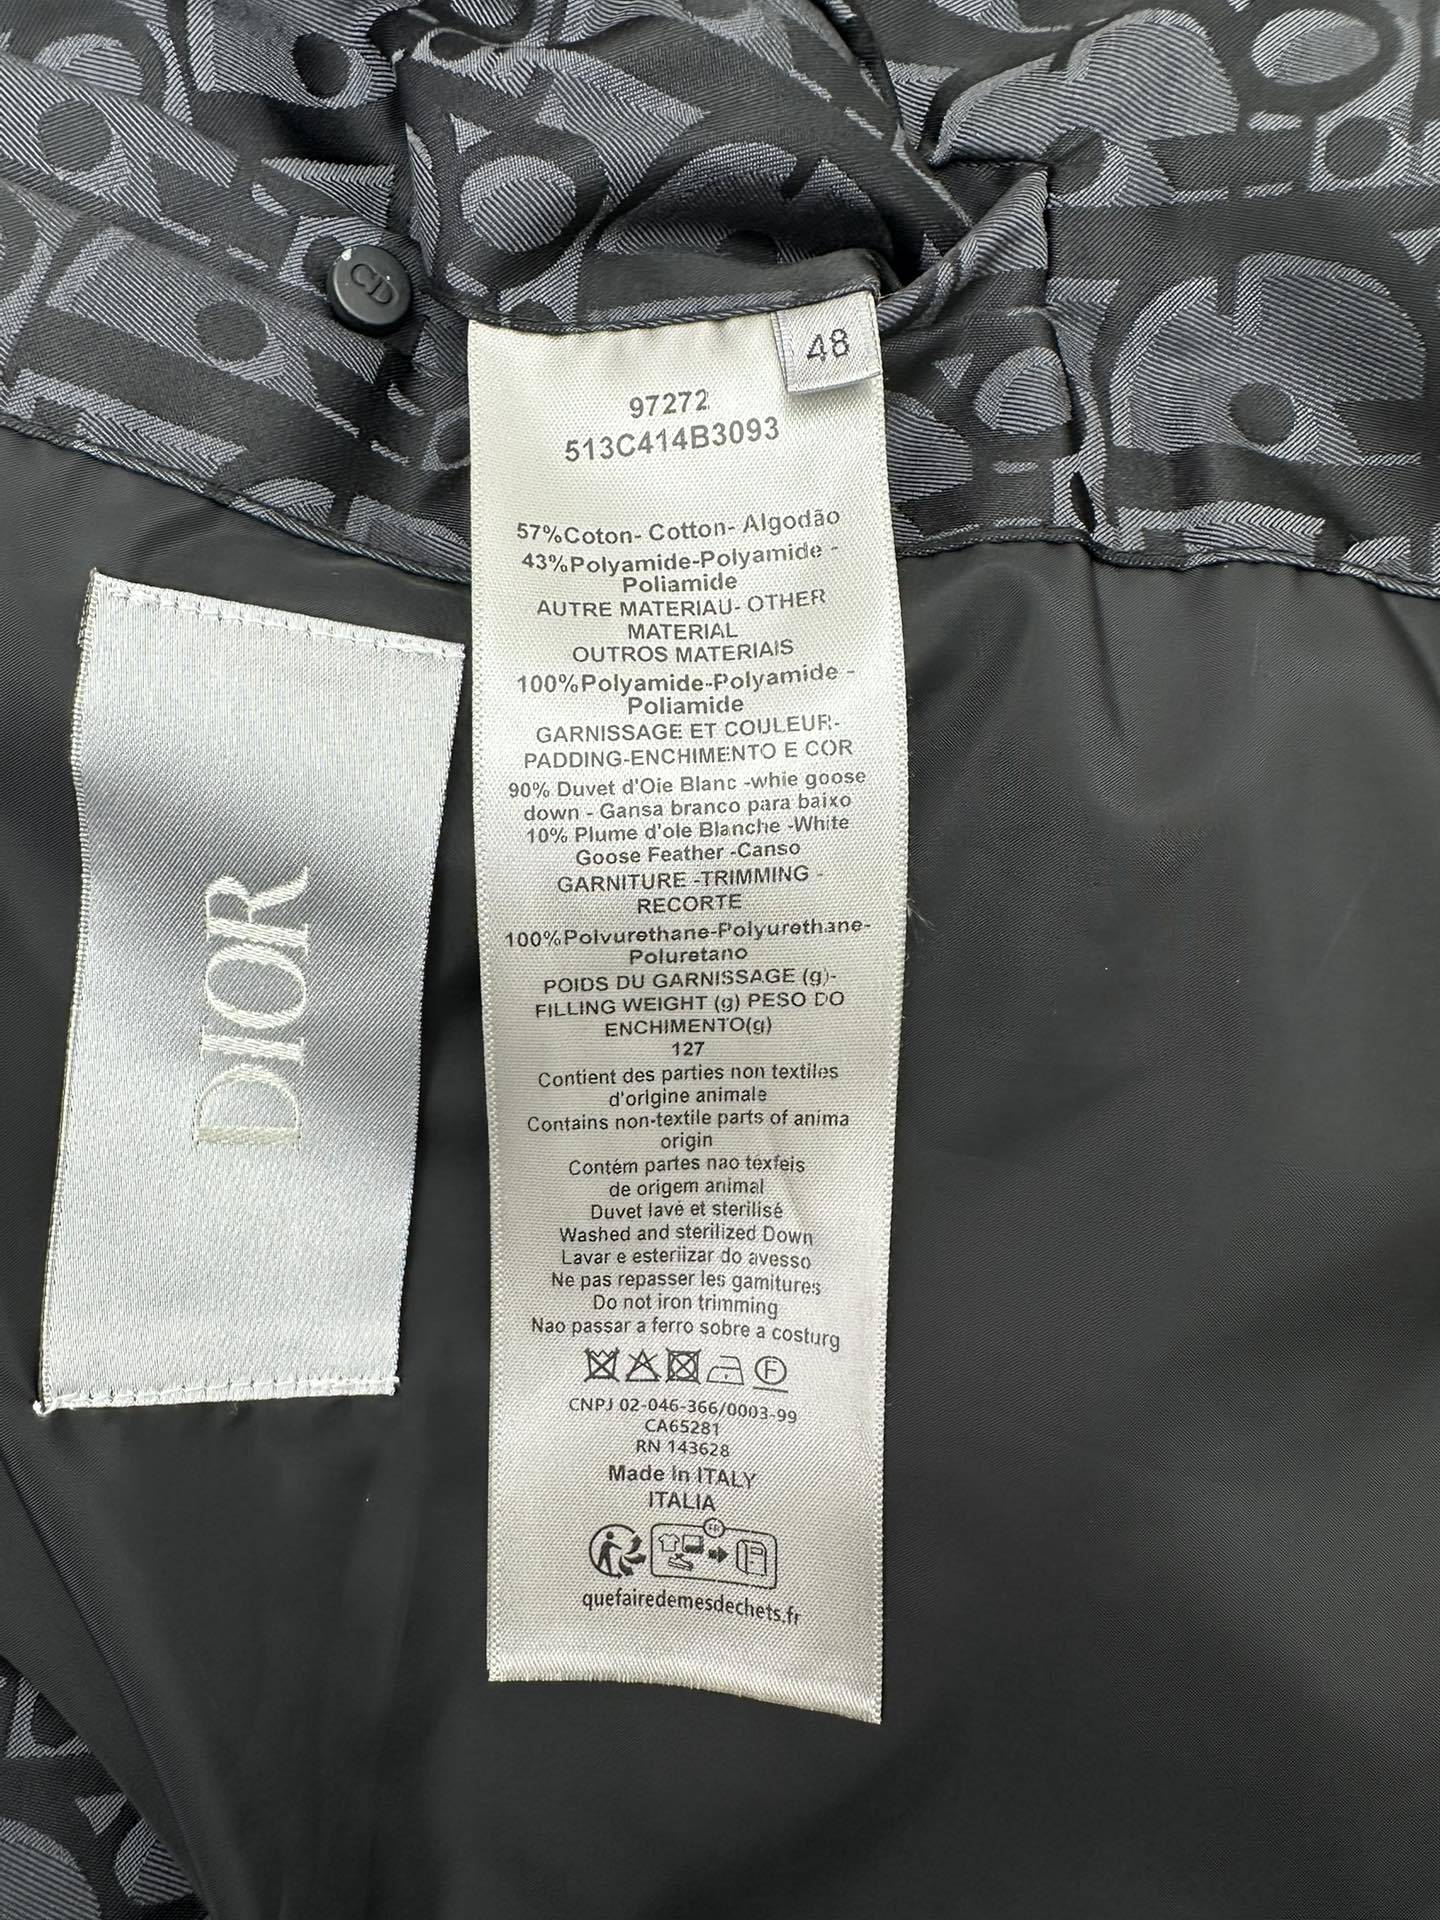 48
97272
513C414B3093
57%Coton- Cotton- Algodão
43%Polyamide-Polyamide -
Poliamide
AUTRE MATERIAU- OTHER
MATERIAL
OUTROS MATERIAIS
100%Polyamide-Polyamide -
Poliamide
GARNISSAGE ET COULEUR-
PADDING-ENCHIMENTO E COR
90% Duvet d'Oie Blanc -whie goose
down - Gansa branco para baixo
10% Plume d'ole Blanche -White
Goose Feather -Canso
GARNITURE -TRIMMING -
RECORTE
100%Polvurethane-Polyurethane-
Poluretano
POIDS DU GARNISSAGE (g)-
FILLING WEIGHT (g) PESO DO
ENCHIMENTO(g)
127
Contient des parties non textiles
d'origine animale
Contains non-textile parts of anima
origin
Contém partes nao téxfeis
de origem animal
Duvet lavè et sterilisé
Washed and sterilized Down
Lavar e esteriizar do avesso
Ne pas repasser les gamitures
Do not iron trimming
Nao passar a ferro sobre a costurg
F
CNPJ 02-046-366/0003-99
CA65281
RN 143628
Made In ITALY
ITALIA
FR
quefairedemesdechets.fr
DIOR
CD